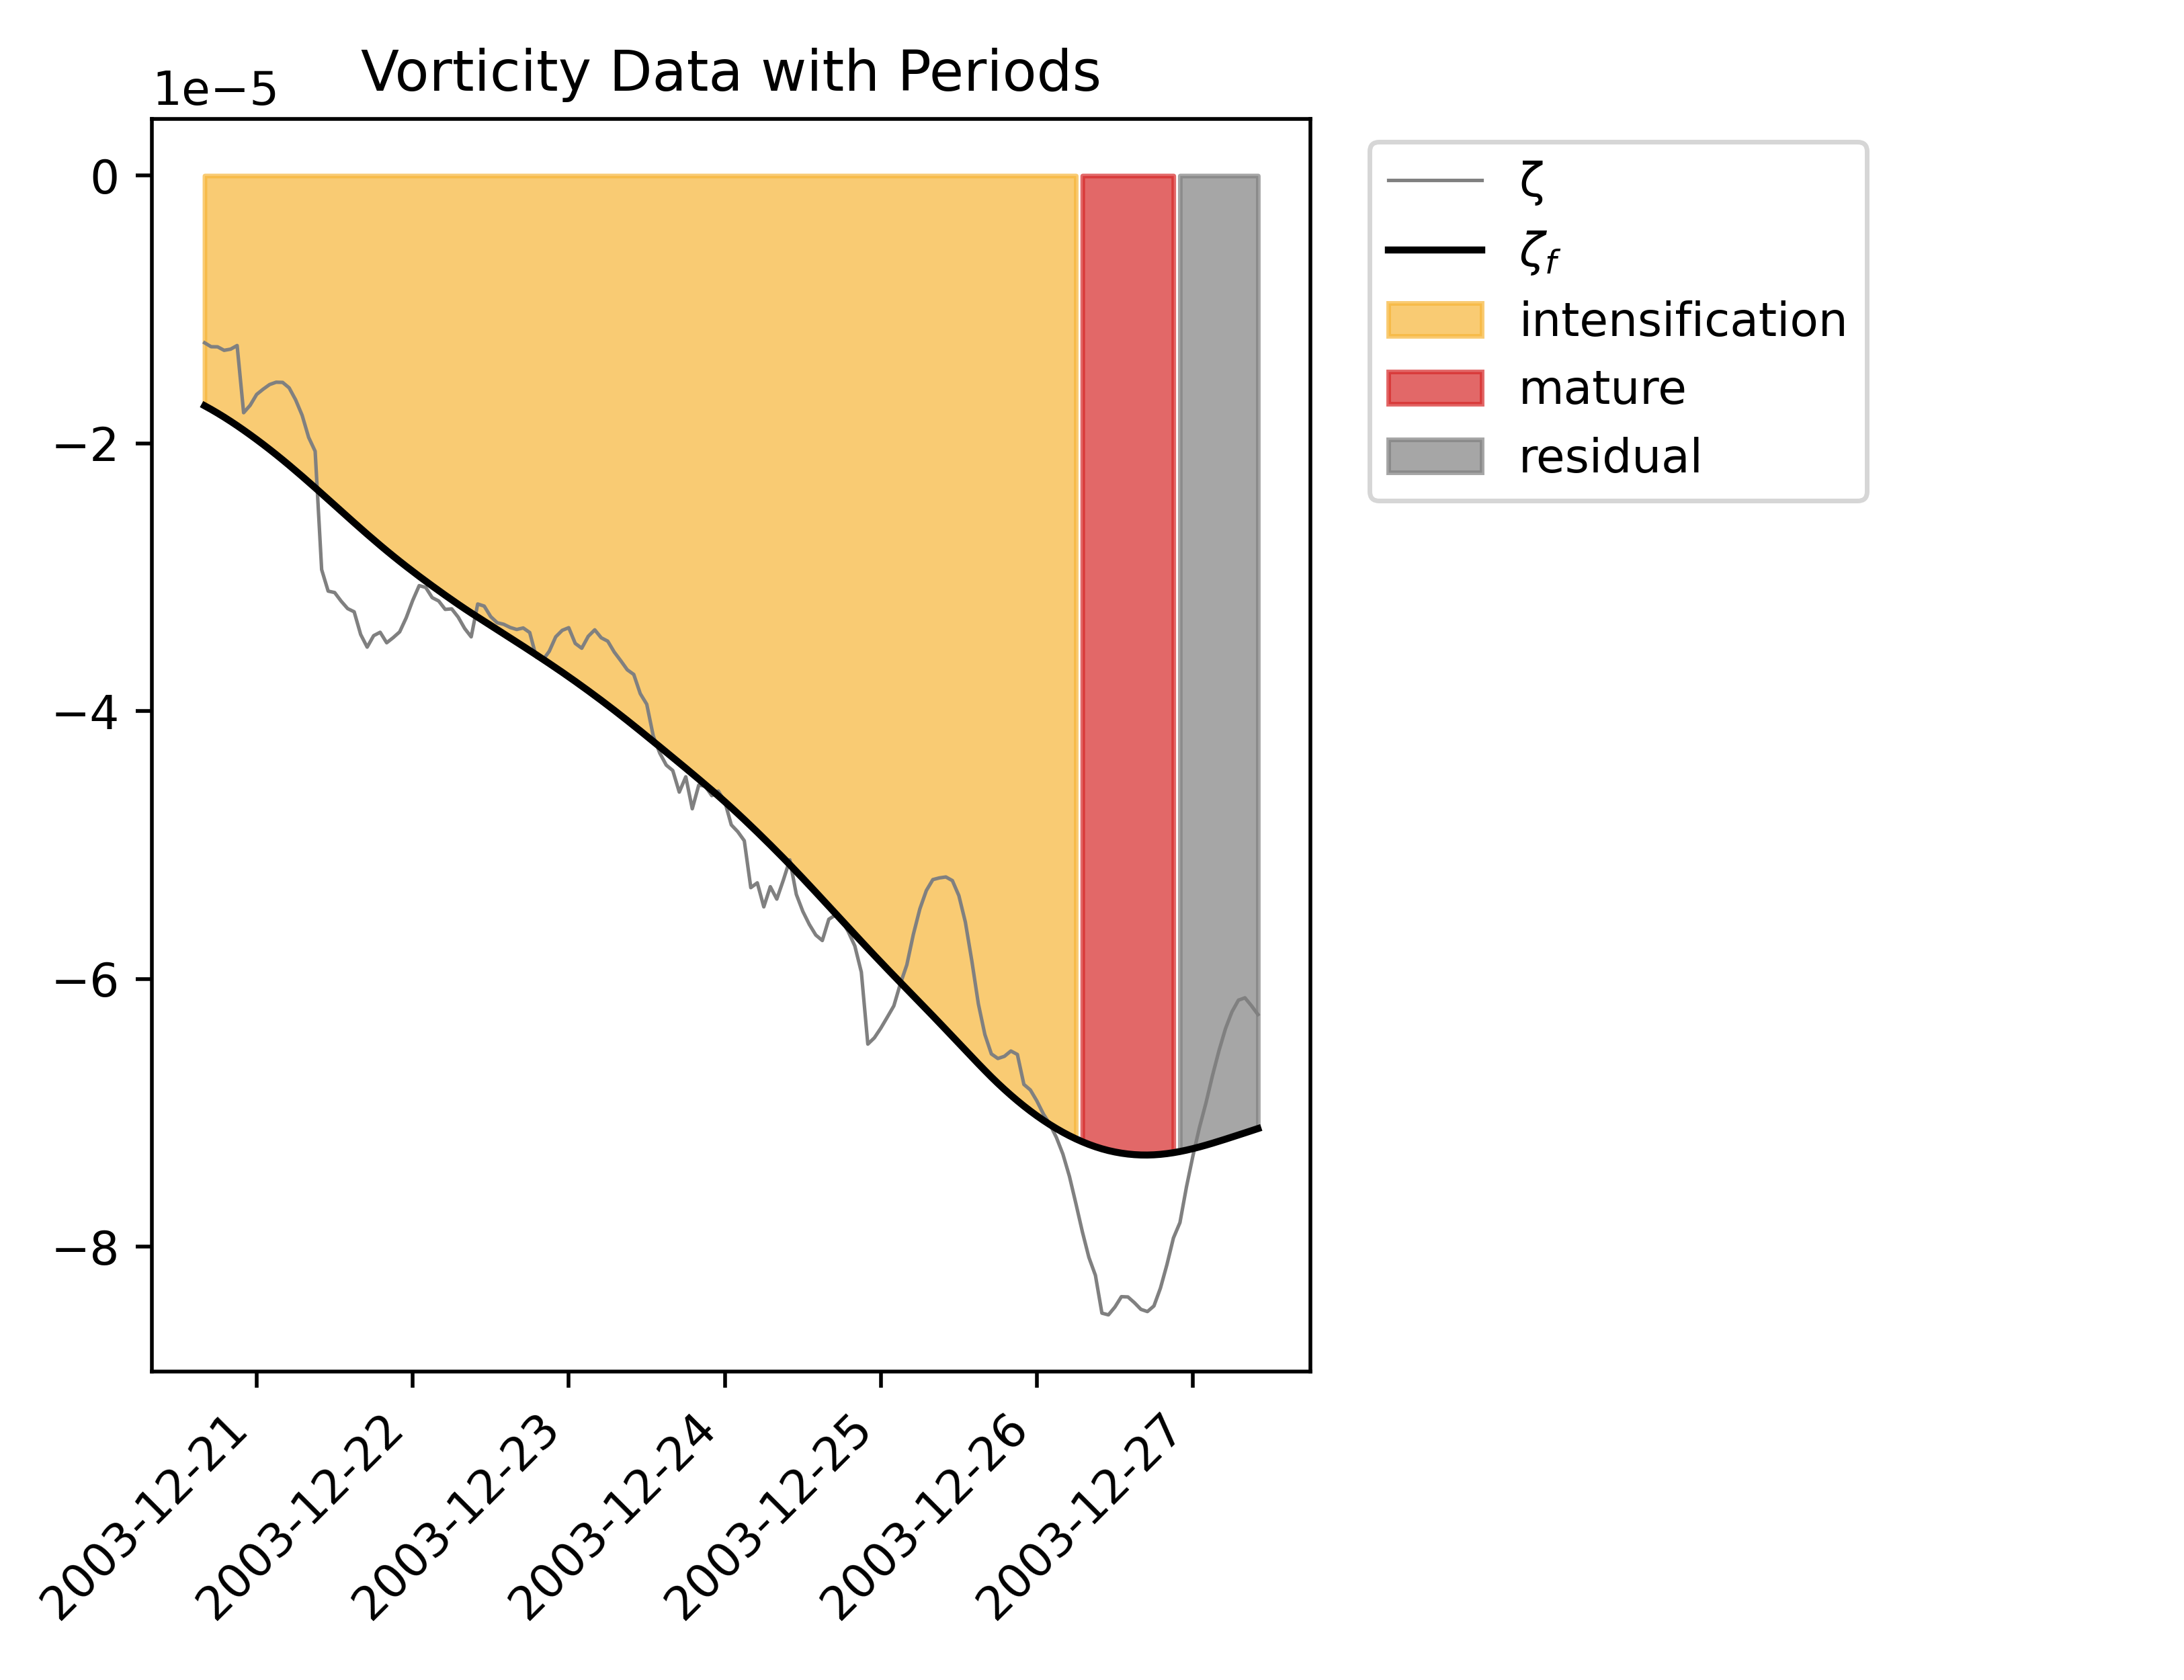 Vorticity Data with Periods
1e−5
0
−2
−4
−6
−8
2003-12-21
2003-12-22
2003-12-23
2003-12-24
2003-12-25
2003-12-26
2003-12-27
ζ
ζf
intensification
mature
residual